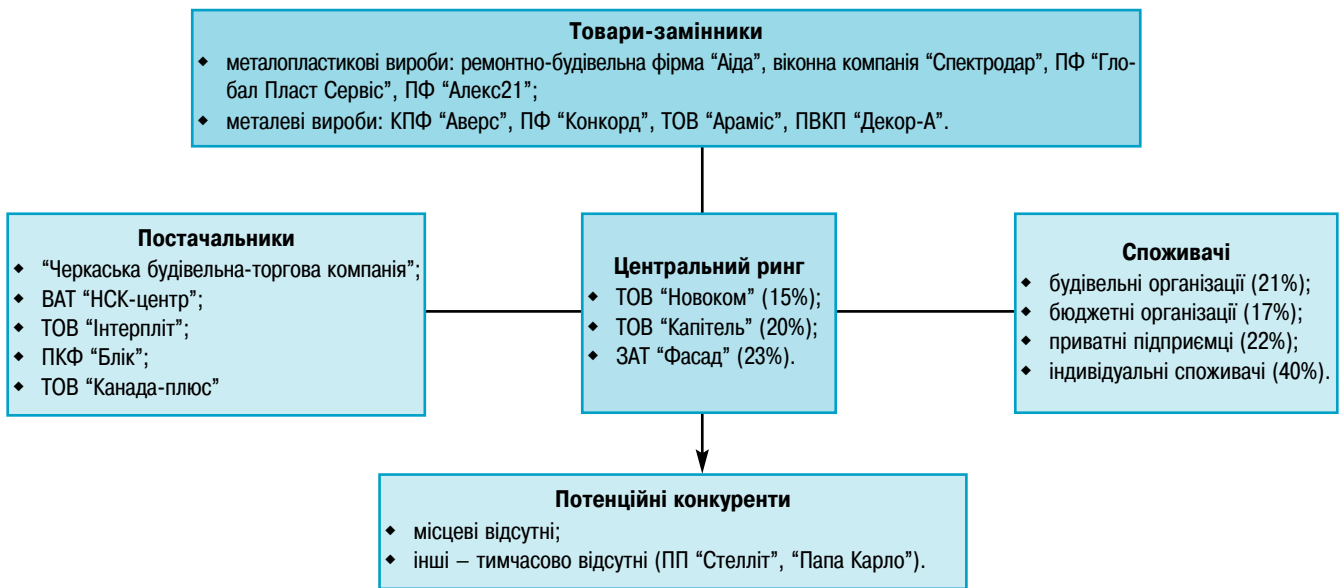 Товари-замінники
◆ металопластикові вироби: ремонтно-будівельна фірма “Аіда”, віконна компанія “Спектродар”, ПФ “Гло-
бал Пласт Сервіс”, ПФ “Алекс21”;
◆ металеві вироби: КПФ “Аверс”, ПФ “Конкорд”, ТОВ “Араміс”, ПВКП “Декор-А”.
Постачальники
◆ “Черкаська будівельна-торгова компанія”;
◆ ВАТ “НСК-центр”;
◆ ТОВ “Інтерпліт”;
◆ ПКФ “Блік”;
◆ ТОВ “Канада-плюс”
Центральний ринг
◆ ТОВ “Новоком” (15%);
◆ ТОВ “Капітель” (20%);
◆ ЗАТ “Фасад” (23%).
Споживачі
◆ будівельні організації (21%);
◆ бюджетні організації (17%);
◆ приватні підприємці (22%);
◆ індивідуальні споживачі (40%).
Потенційні конкуренти
◆ місцеві відсутні;
◆ інші – тимчасово відсутні (ПП “Стелліт”, “Папа Карло”).